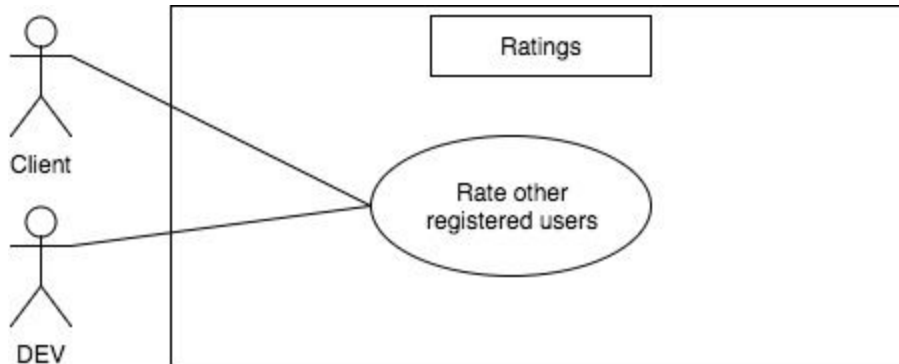 Ratings
Client
Rate other
registered users
DEV